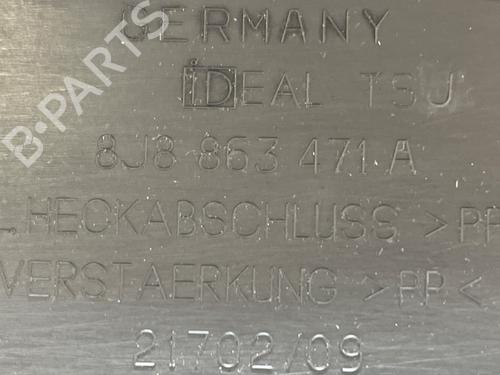 GERMANY
IDEAL TSU
8J8 863 471 A
HECKABSCHLUSS >PP
VERSTAERKUNG >PP<
21702/09
B-PARTS